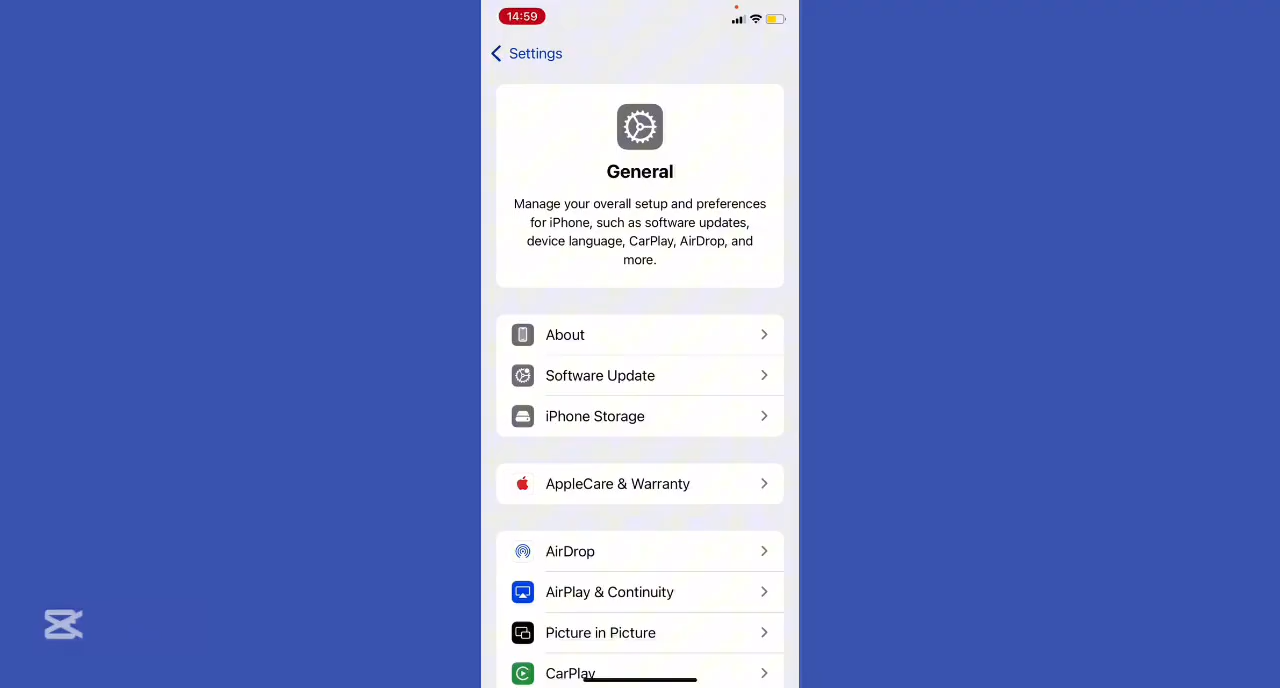 14:59
Settings
General
Manage your overall setup and preferences
for iPhone, such as software updates,
device language, CarPlay, AirDrop, and
more.
About
Software Update
iPhone Storage
AppleCare & Warranty
AirDrop
AirPlay & Continuity
Picture in Picture
CarPlay